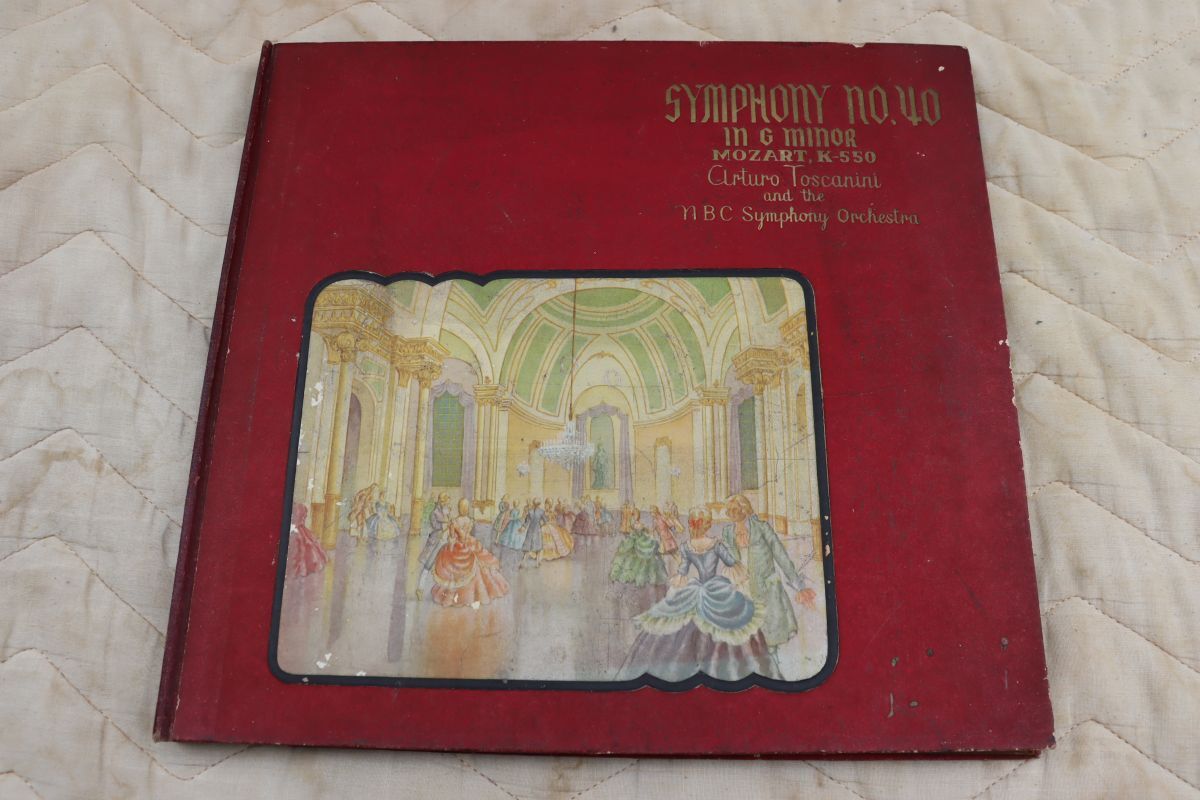 SYMPHONY NO. 40
IN G MINOR
MOZART, K-550
Arturo Toscanini
and the
NBC Symphony Orchestra